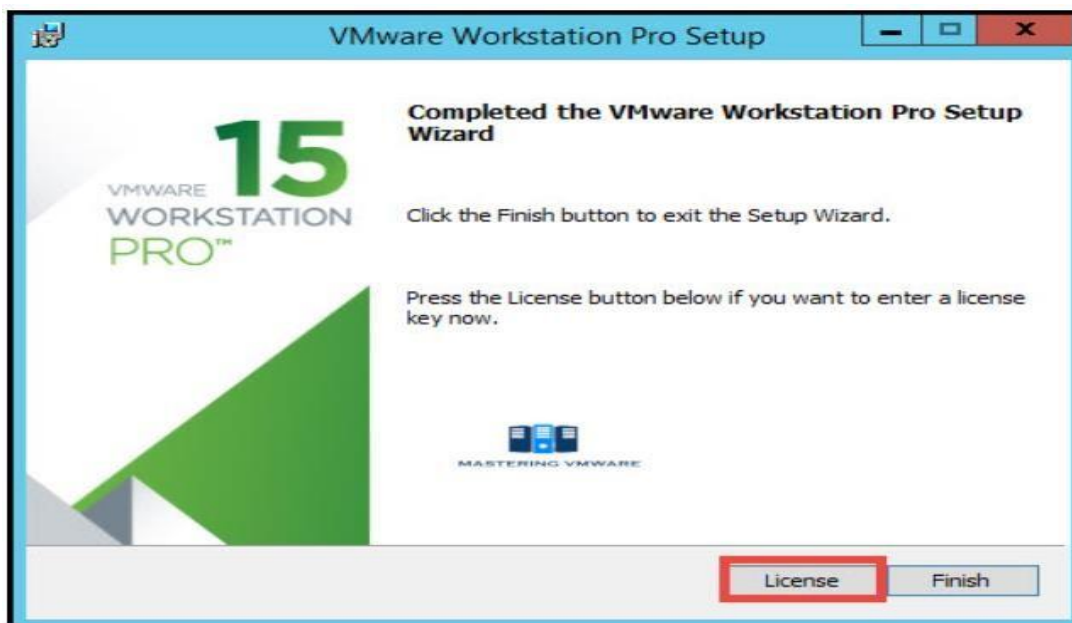 VMware Workstation Pro Setup
15
VMWARE
WORKSTATION
PRO™
Completed the VMware Workstation Pro Setup
Wizard
Click the Finish button to exit the Setup Wizard.
Press the License button below if you want to enter a license
key now.
MASTERING VMWARE
License
Finish